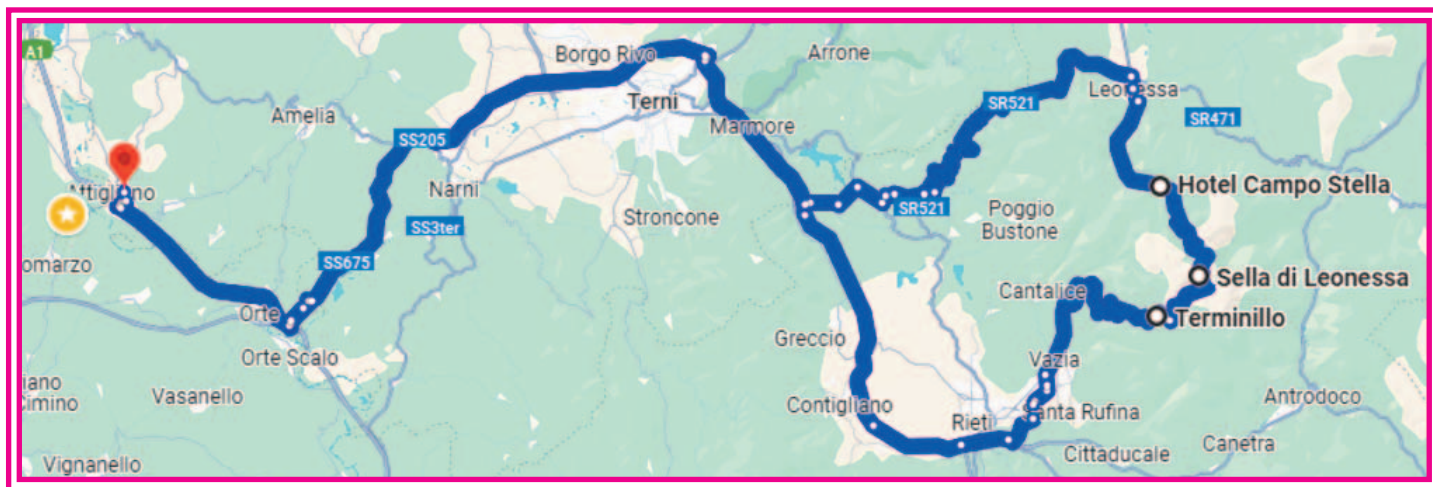 A1
Borgo Rivo
Arrone
Terni
Leonessa
SR521
Amelia
Marmore
SR471
SS205
Attigliano
Narni
Hotel Campo Stella
SR521
Stroncone
Poggio
Bustone
SS3ter
omarzo
SS675
Sella di Leonessa
Cantalice
Orte
Terminillo
Greccio
Orte Scalo
Vazia
iano
Cimino
Vasanello
Contigliano
Rieti
Santa Rufina
Antrodoco
Canetra
Cittaducale
Vignanello